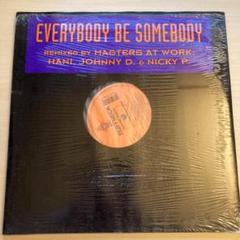 EVERYBODY BE SOMEBODY
REMIXED BY MASTERS AT WORK,
HANI, JOHNNY D. & NICKY P.